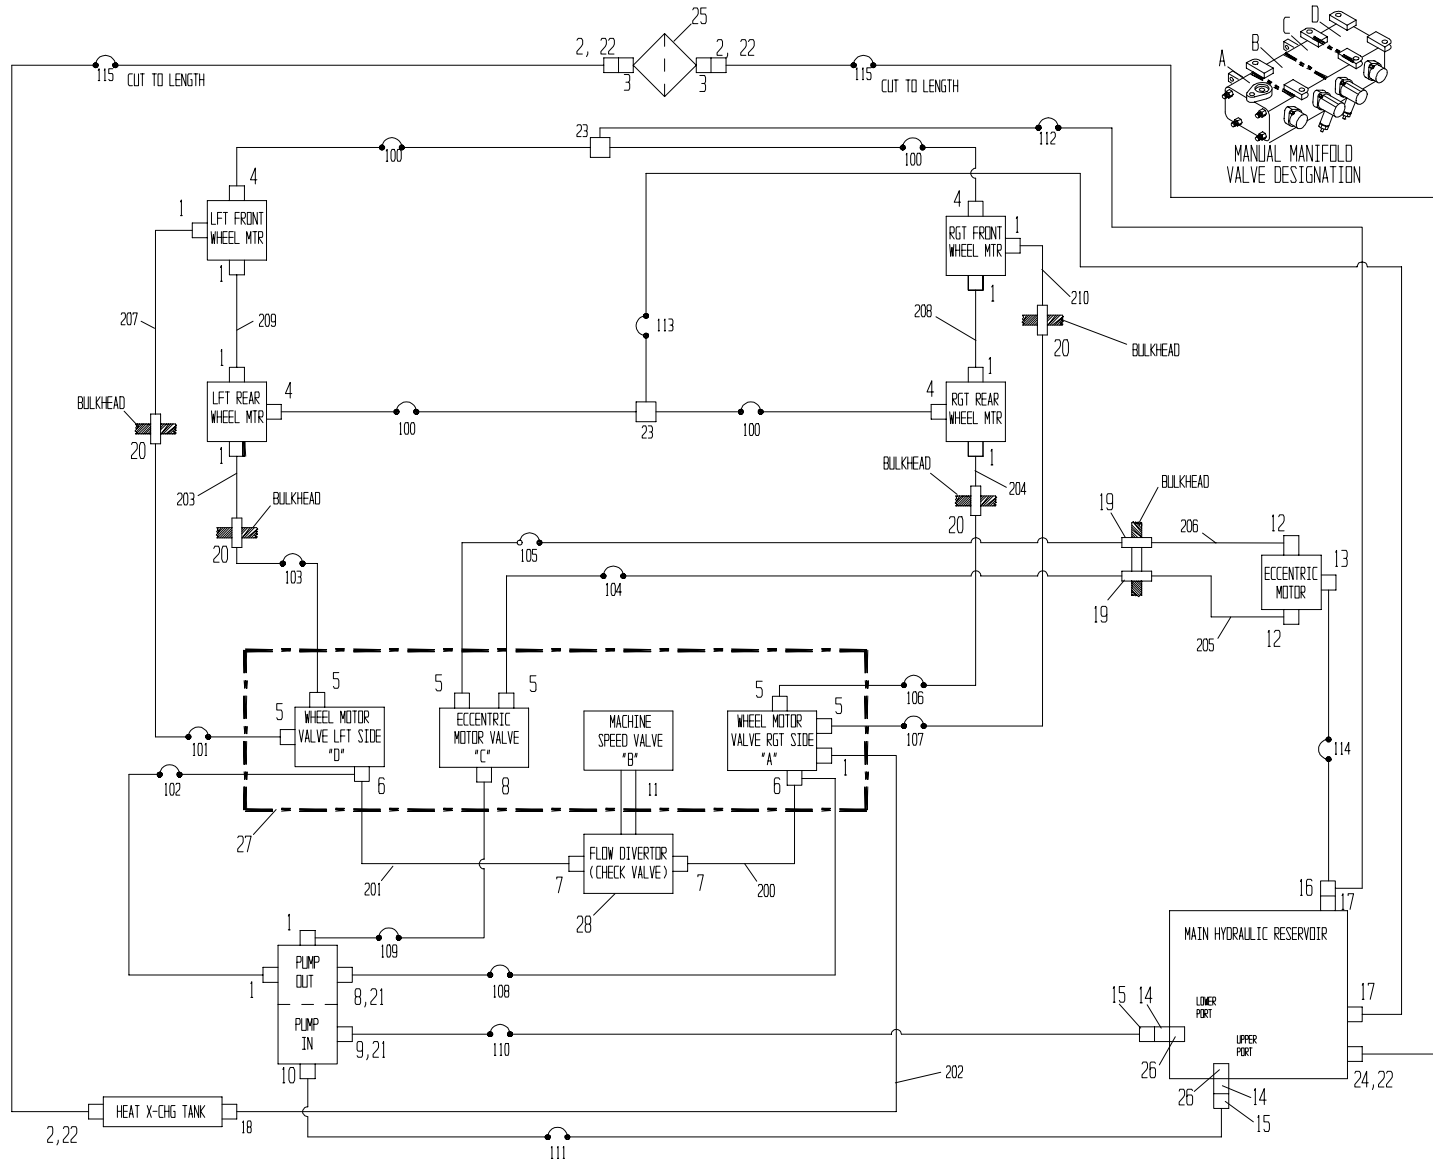 25
2, 22
2, 22
3
3
115
CUT TO LENGTH
115
CUT TO LENGTH
A
B
C
D
MANUAL MANIFOLD
VALVE DESIGNATION
23
112
100
100
4
1
LFT FRONT
WHEEL MTR
1
4
1
RGT FRONT
WHEEL MTR
1
207
209
113
208
210
20
BULKHEAD
1
LFT REAR
WHEEL MTR
4
1
BULKHEAD
20
100
23
100
1
4
RGT REAR
WHEEL MTR
1
203
BULKHEAD
20
103
BULKHEAD
204
20
BULKHEAD
19
206
12
105
104
19
ECCENTRIC
MOTOR
13
205
12
5
5
5
5
5
5
106
107
101
102
WHEEL MOTOR
VALVE LFT SIDE
"D"
ECCENTRIC
MOTOR VALVE
"C"
MACHINE
SPEED VALVE
"B"
WHEEL MOTOR
VALVE RGT SIDE
"A"
1
6
8
11
6
27
114
FLOW DIVERTOR
(CHECK VALVE)
7
7
201
200
28
16
17
MAIN HYDRAULIC RESERVOIR
1
109
PUMP
OUT
1
8,21
108
PUMP
IN
9,21
10
110
15
14
26
LOWER
PORT
UPPER
PORT
17
24,22
26
14
15
202
HEAT X-CHG TANK
2,22
18
111